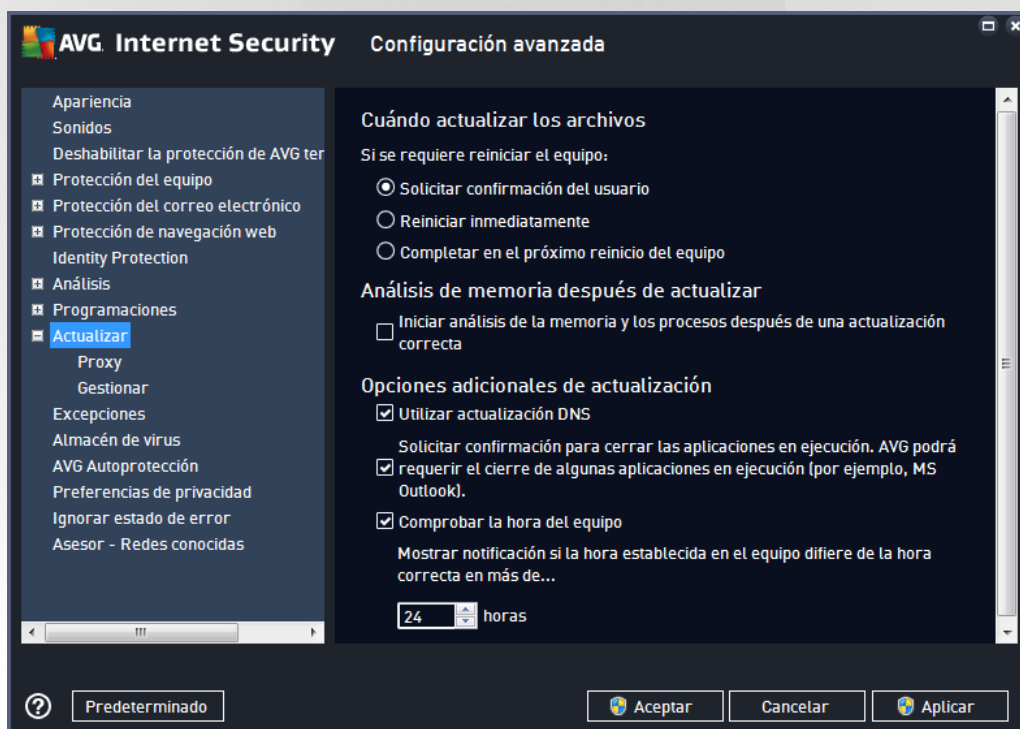 AVG Internet Security
Configuración avanzada
Apariencia
Sonidos
Deshabilitar la protección de AVG ter
Protección del equipo
Protección del correo electrónico
Protección de navegación web
Identity Protection
Análisis
Programaciones
Actualizar
Proxy
Gestionar
Excepciones
Almacén de virus
AVG Autoprotección
Preferencias de privacidad
Ignorar estado de error
Asesor - Redes conocidas
Cuándo actualizar los archivos
Si se requiere reiniciar el equipo:
Solicitar confirmación del usuario
Reiniciar inmediatamente
Completar en el próximo reinicio del equipo
Análisis de memoria después de actualizar
Iniciar análisis de la memoria y los procesos después de una actualización
correcta
Opciones adicionales de actualización
Utilizar actualización DNS
Solicitar confirmación para cerrar las aplicaciones en ejecución. AVG podrá
requerir el cierre de algunas aplicaciones en ejecución (por ejemplo, MS
Outlook).
Comprobar la hora del equipo
Mostrar notificación si la hora establecida en el equipo difiere de la hora
correcta en más de...
24 horas
? Predeterminado
Aceptar
Cancelar
Aplicar